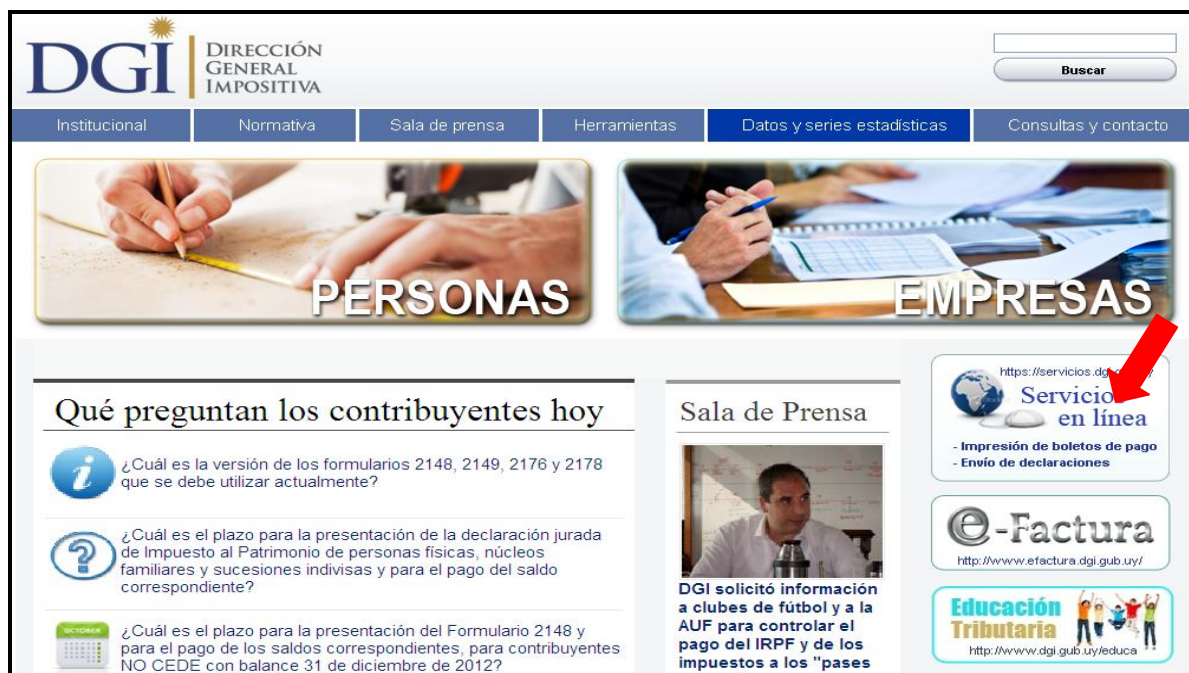 DGI
DIRECCIÓN
GENERAL
IMPOSITIVA
Buscar
Institucional
Normativa
Sala de prensa
Herramientas
Datos y series estadísticas
Consultas y contacto
PERSONAS
EMPRESAS
Qué preguntan los contribuyentes hoy
¿Cuál es la versión de los formularios 2148, 2149, 2176 y 2178
que se debe utilizar actualmente?
¿Cuál es el plazo para la presentación de la declaración jurada
de Impuesto al Patrimonio de personas físicas, núcleos
familiares y sucesiones indivisas y para el pago del saldo
correspondiente?
OCTOBER
¿Cuál es el plazo para la presentación del Formulario 2148 y
para el pago de los saldos correspondientes, para contribuyentes
NO CEDE con balance 31 de diciembre de 2012?
Sala de Prensa
DGI solicitó información
a clubes de fútbol y a la
AUF para controlar el
pago del IRPF y de los
impuestos a los "pases
en línea
- Impresión de boletos de pago
- Envío de declaraciones
e-Factura
http://www.efactura.dgi.gub.uy/
Educación
Tributaria
http://www.dgi.gub.uy/educa